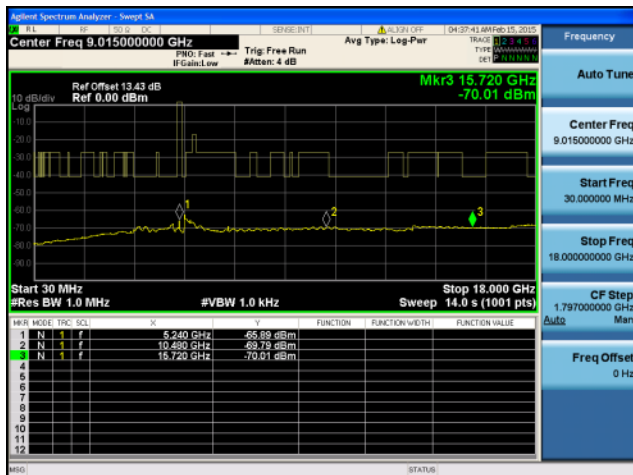 Agilent Spectrum Analyzer - Swept SA
RL RF 50 Ω DC SENSE:INT ALIGN OFF 04:37:41 AM Feb 15, 2015
Center Freq 9.015000000 GHz
PNO: Fast
IFGain:Low
Trig: Free Run
#Atten: 4 dB
Avg Type: Log-Pwr
TRACE 1 2 3 4 5 6
TYPE
DET P N N N N N
Mkr3 15.720 GHz
-70.01 dBm
Ref Offset 13.43 dB
10 dB/div Ref 0.00 dBm
Log
-10.0
-20.0
-30.0
-40.0
-50.0
-60.0
-70.0
-80.0
-90.0
1
2
3
Start 30 MHz Stop 18.000 GHz
#Res BW 1.0 MHz #VBW 1.0 kHz Sweep 14.0 s (1001 pts)
MKR MODE TRC SCL X Y FUNCTION FUNCTION WIDTH FUNCTION VALUE
1 N 1 f 5.240 GHz -65.89 dBm
2 N 1 f 10.480 GHz -69.79 dBm
3 N 1 f 15.720 GHz -70.01 dBm
4
5
6
7
8
9
10
11
12
MSG STATUS
Frequency
Auto Tune
Center Freq
9.015000000 GHz
Start Freq
30.000000 MHz
Stop Freq
18.000000000 GHz
CF Step
1.797000000 GHz
Auto Man
Freq Offset
0 Hz